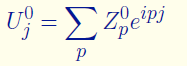 U_j^0 = \sum_p Z_p^0 e^{ipj}